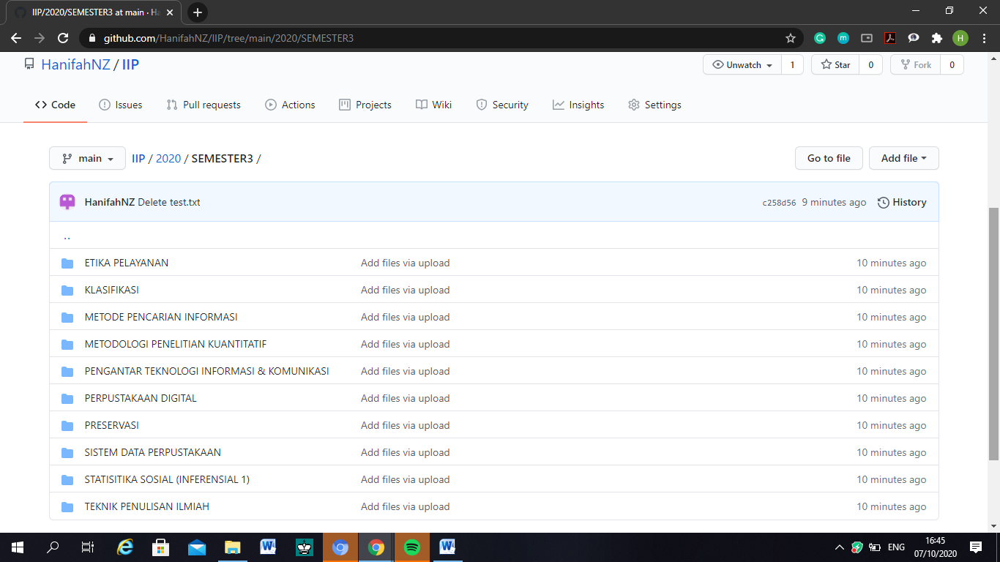 IIP/2020/SEMESTER3 at main · Ha
github.com/HanifahNZ/IIP/tree/main/2020/SEMESTER3
HanifahNZ / IIP
Unwatch 1 Star 0 Fork 0
Code Issues Pull requests Actions Projects Wiki Security Insights Settings
main IIP / 2020 / SEMESTER3 / Go to file Add file
HanifahNZ Delete test.txt c258d56 9 minutes ago History
..
ETIKA PELAYANAN Add files via upload 10 minutes ago
KLASIFIKASI Add files via upload 10 minutes ago
METODE PENCARIAN INFORMASI Add files via upload 10 minutes ago
METODOLOGI PENELITIAN KUANTITATIF Add files via upload 10 minutes ago
PENGANTAR TEKNOLOGI INFORMASI & KOMUNIKASI Add files via upload 10 minutes ago
PERPUSTAKAAN DIGITAL Add files via upload 10 minutes ago
PRESERVASI Add files via upload 10 minutes ago
SISTEM DATA PERPUSTAKAAN Add files via upload 10 minutes ago
STATISITIKA SOSIAL (INFERENSIAL 1) Add files via upload 10 minutes ago
TEKNIK PENULISAN ILMIAH Add files via upload 10 minutes ago
ENG 16:45
07/10/2020